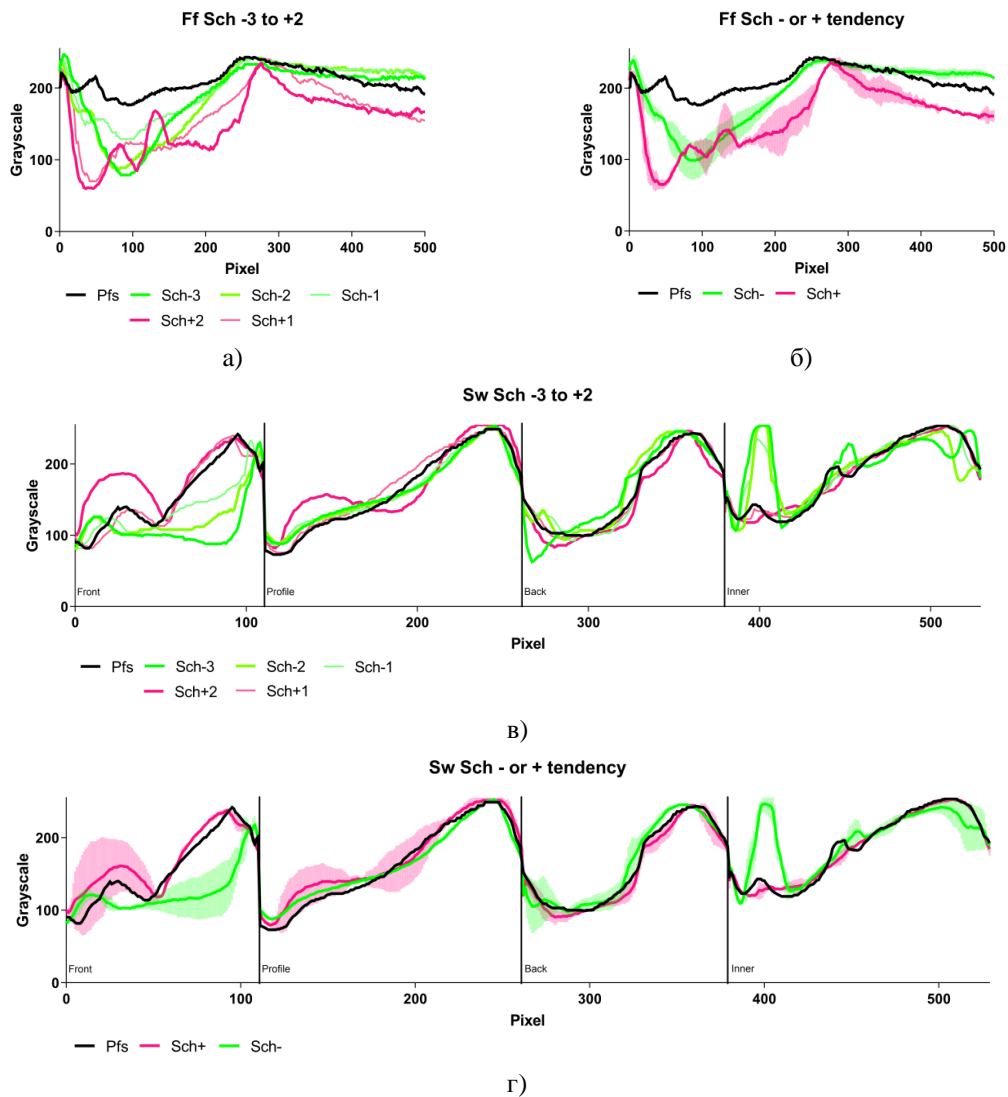 Ff Sch -3 to +2
Grayscale
200
100
0
0 100 200 300 400 500
Pixel
Pfs Sch-3 Sch-2 Sch-1
Sch+2 Sch+1
а)
Ff Sch - or + tendency
Grayscale
200
100
0
0 100 200 300 400 500
Pixel
Pfs Sch- Sch+
б)
Sw Sch -3 to +2
Grayscale
200
100
0
Front Profile Back Inner
0 100 200 300 400 500
Pixel
Pfs Sch-3 Sch-2 Sch-1
Sch+2 Sch+1
в)
Sw Sch - or + tendency
Grayscale
200
100
0
Front Profile Back Inner
0 100 200 300 400 500
Pixel
Pfs Sch+ Sch-
г)